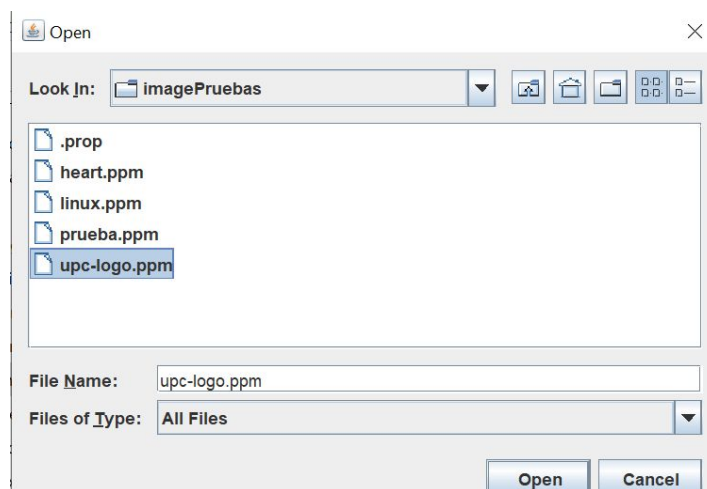 Open
Look In: imagePruebas
.prop
heart.ppm
linux.ppm
prueba.ppm
upc-logo.ppm
File Name: upc-logo.ppm
Files of Type: All Files
Open Cancel